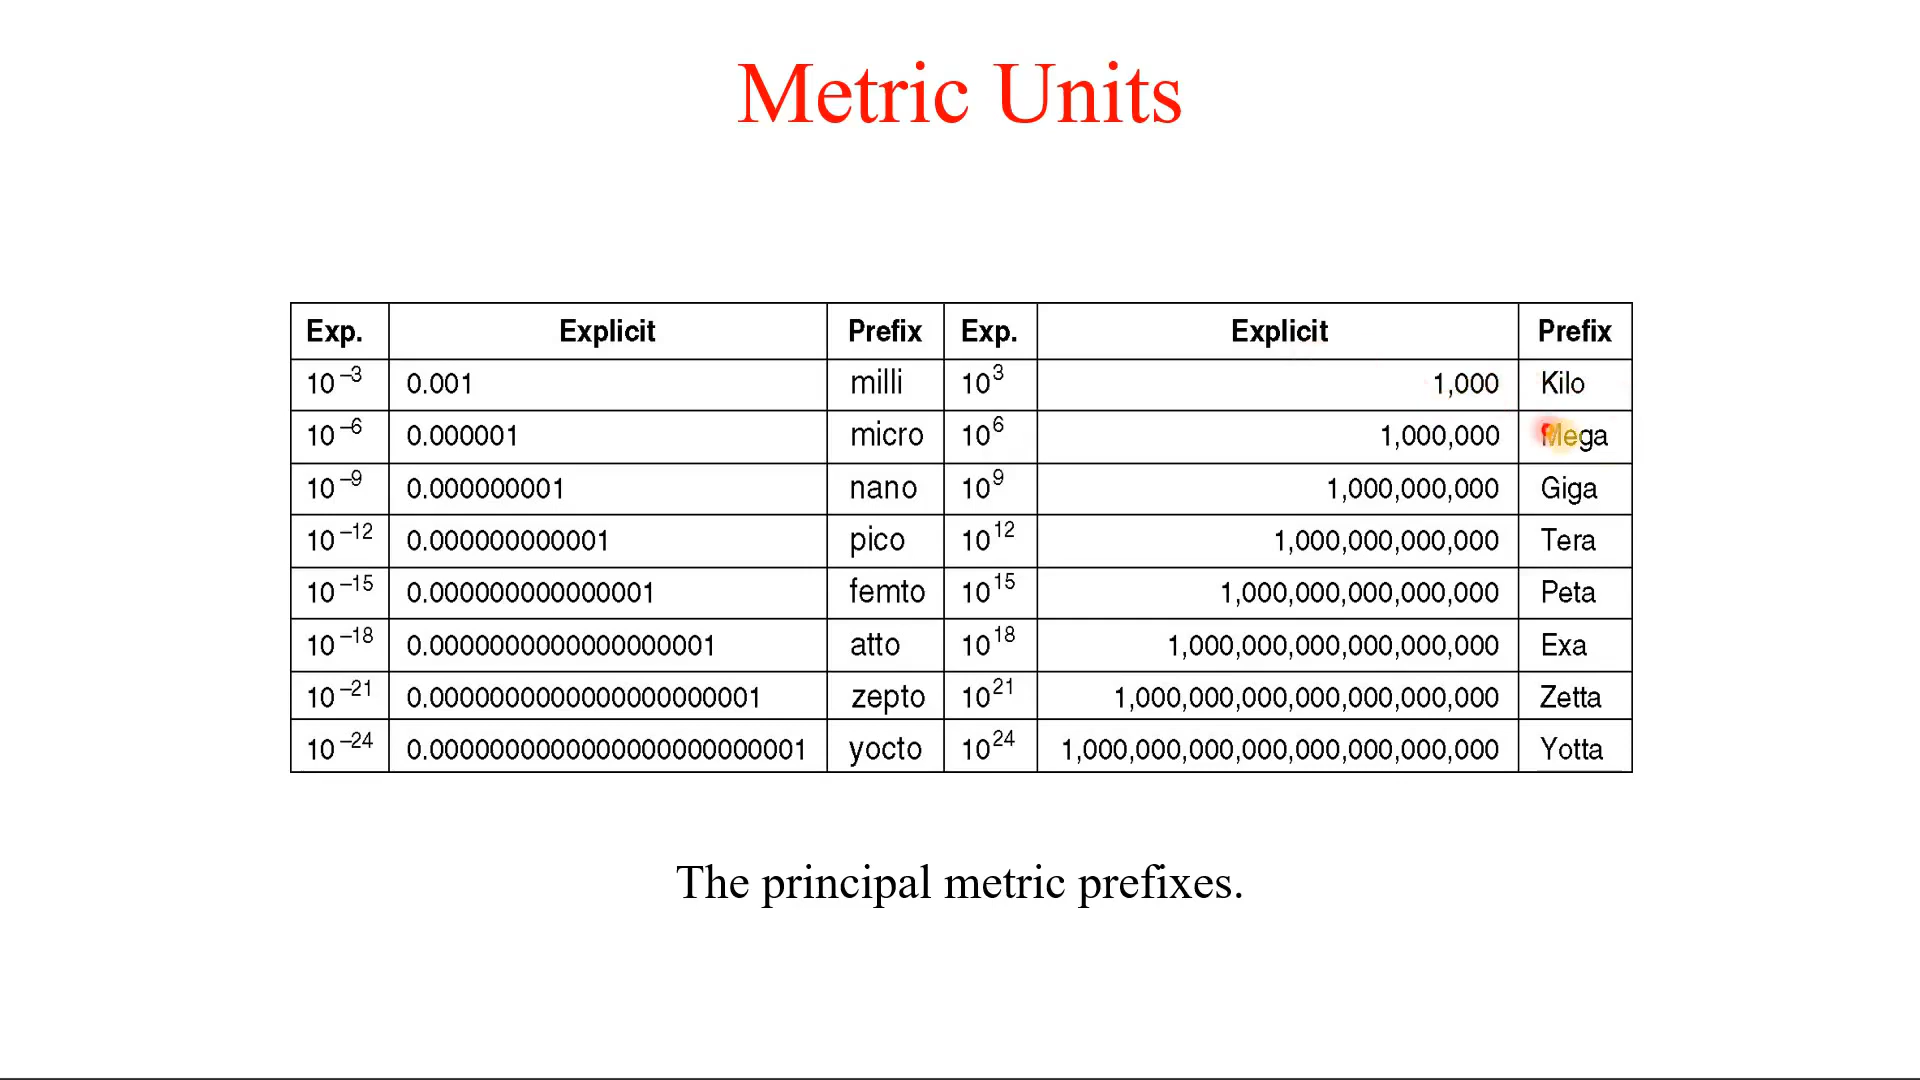 Metric Units
Exp. Explicit Prefix Exp. Explicit Prefix
10⁻³ 0.001 milli 10³ 1,000 Kilo
10⁻⁶ 0.000001 micro 10⁶ 1,000,000 Mega
10⁻⁹ 0.000000001 nano 10⁹ 1,000,000,000 Giga
10⁻¹² 0.000000000001 pico 10¹² 1,000,000,000,000 Tera
10⁻¹⁵ 0.000000000000001 femto 10¹⁵ 1,000,000,000,000,000 Peta
10⁻¹⁸ 0.0000000000000000001 atto 10¹⁸ 1,000,000,000,000,000,000 Exa
10⁻²¹ 0.0000000000000000000001 zepto 10²¹ 1,000,000,000,000,000,000,000 Zetta
10⁻²⁴ 0.0000000000000000000000001 yocto 10²⁴ 1,000,000,000,000,000,000,000,000 Yotta
The principal metric prefixes.